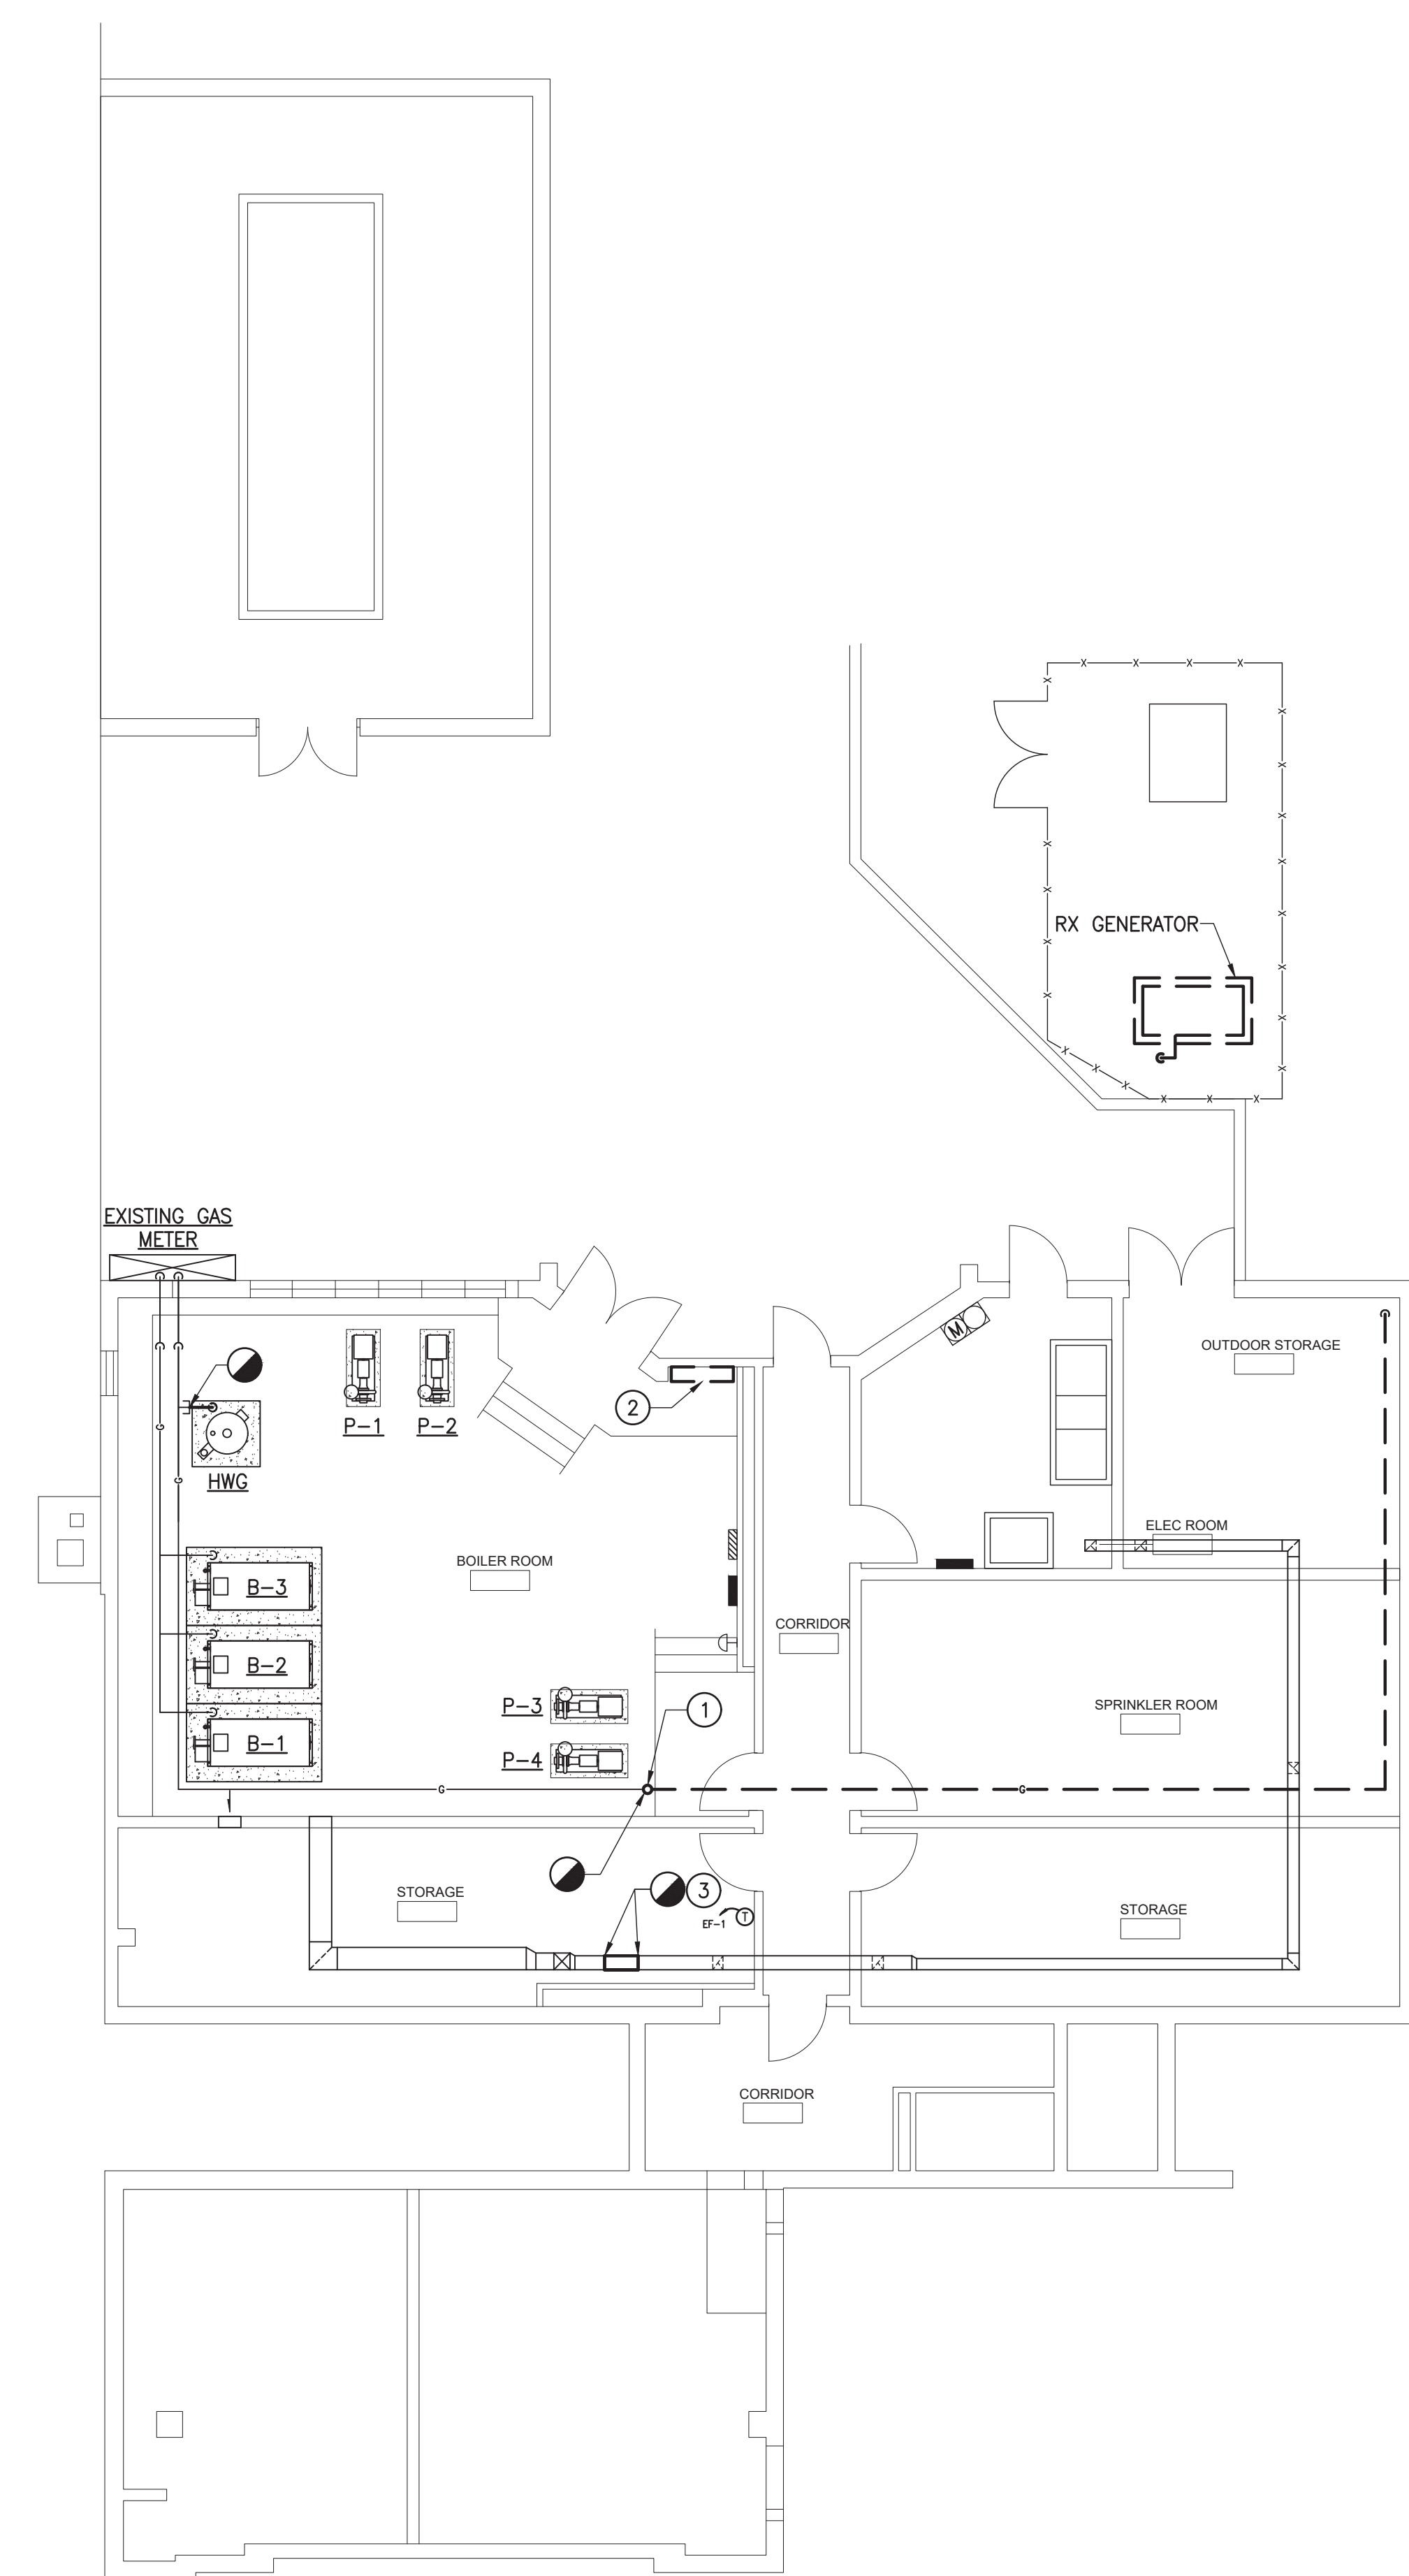 RX GENERATOR
EXISTING GAS
METER
M
OUTDOOR STORAGE
2
P-1
P-2
G
G
HWG
ELEC ROOM
BOILER ROOM
B-3
CORRIDOR
B-2
P-3
1
SPRINKLER ROOM
B-1
P-4
G
G
STORAGE
3
T
EF-1
STORAGE
CORRIDOR